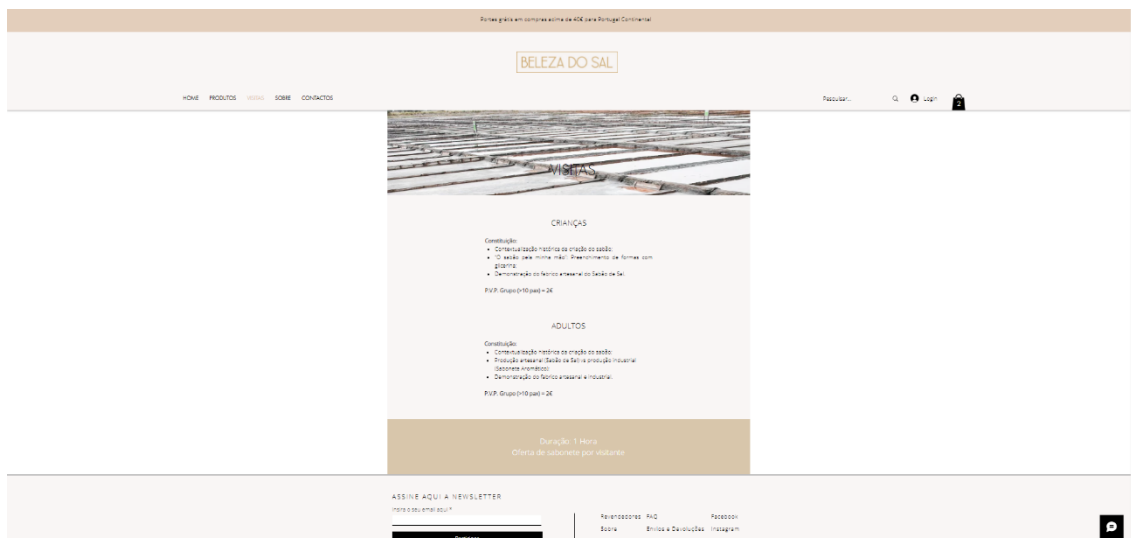 Portes grátis em compras acima de 40€ para Portugal Continental
BELEZA DO SAL
HOME PRODUTOS VISITAS SOBRE CONTACTOS
Pesquisar... Login 2
VISITAS
CRIANÇAS
Constituição:
Contextualização histórica da criação do sabão;
"O sabão pela minha mão": Preenchimento de formas com
glicerina;
Demonstração do fabrico artesanal do Sabão de Sal.
P.V.P. Grupo (>10 pax) = 2€
ADULTOS
Constituição:
Contextualização histórica da criação do sabão;
Produção artesanal (Sabão de Sal) vs produção industrial
(Sabonete Aromático);
Demonstração do fabrico artesanal e industrial.
P.V.P. Grupo (>10 pax) = 2€
Duração: 1 Hora
Oferta de sabonete por visitante
ASSINE AQUI A NEWSLETTER
Insira o seu email aqui *
Revendedores FAQ Facebook
Sobre Envios e Devoluções Instagram